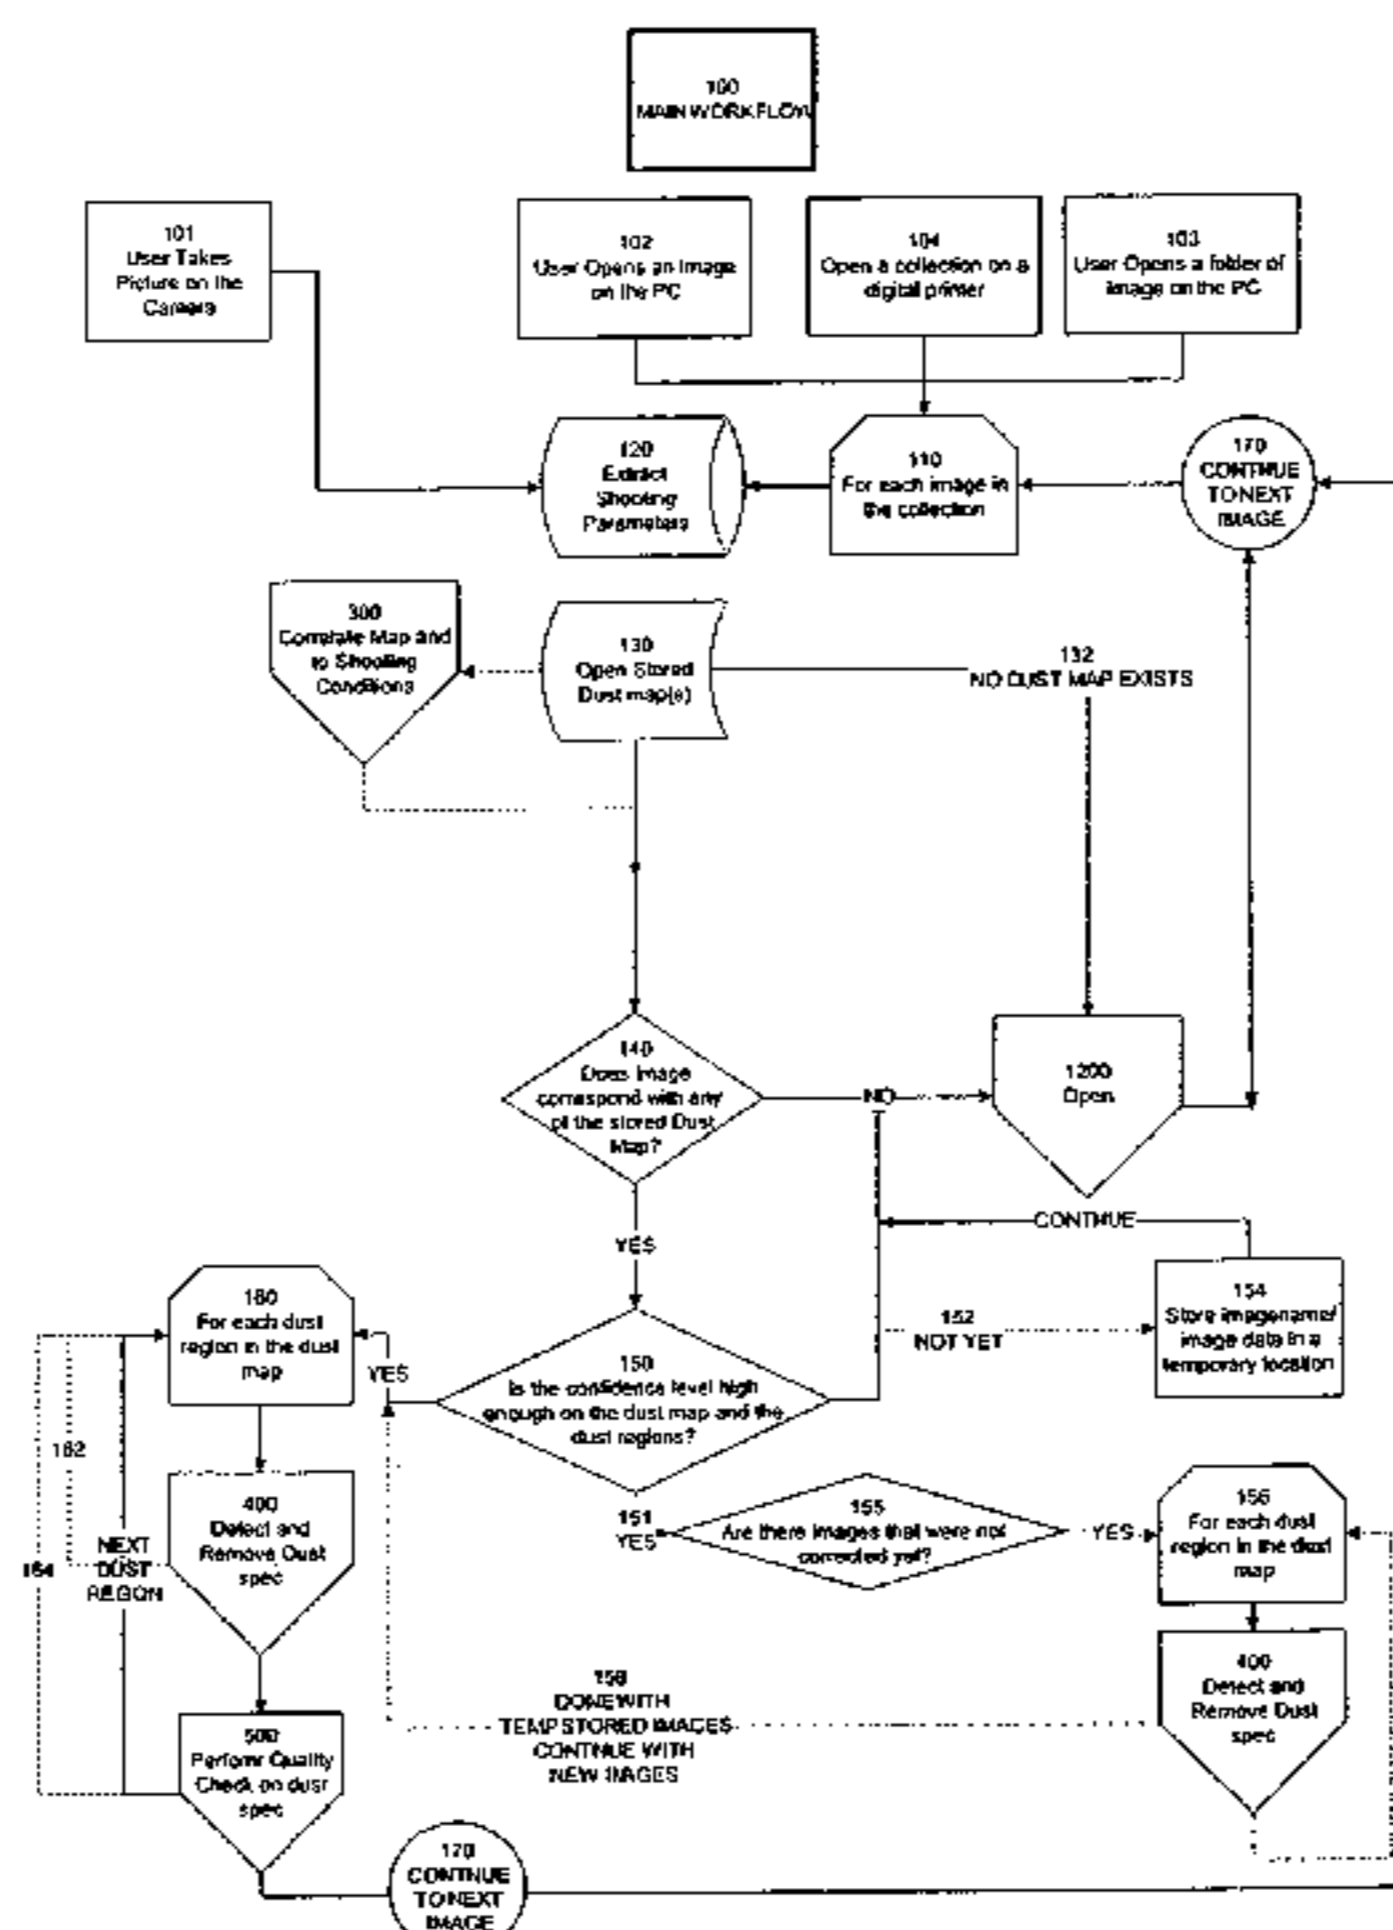 100
MAIN WORKFLOW
101
User Takes
Picture on the
Camera
102
User Opens an Image
on the PC
104
Open a collection on a
digital printer
103
User Opens a folder of
image on the PC
120
Extract
Shooting
Parameters
110
For each image in
the collection
170
CONTINUE
TO NEXT
IMAGE
300
Correlate Map and
to Shooting
Conditions
130
Open Stored
Dust map(s)
132
NO DUST MAP EXISTS
140
Does Image
correspond with any
of the stored Dust
Map?
NO
1200
Open
YES
CONTINUE
160
For each dust
region in the dust
map
YES
150
Is the confidence level high
enough on the dust map and the
dust regions?
152
NOT YET
154
Store imagename/
image data in a
temporary location
162
400
Detect and
Remove Dust
spec
164
NEXT
DUST
REGION
151
YES
155
Are there images that were not
corrected yet?
YES
156
For each dust
region in the dust
map
400
Detect and
Remove Dust
spec
158
DONE WITH
TEMP STORED IMAGES
CONTINUE WITH
NEW IMAGES
500
Perform Quality
Check on dust
spec
170
CONTINUE
TO NEXT
IMAGE